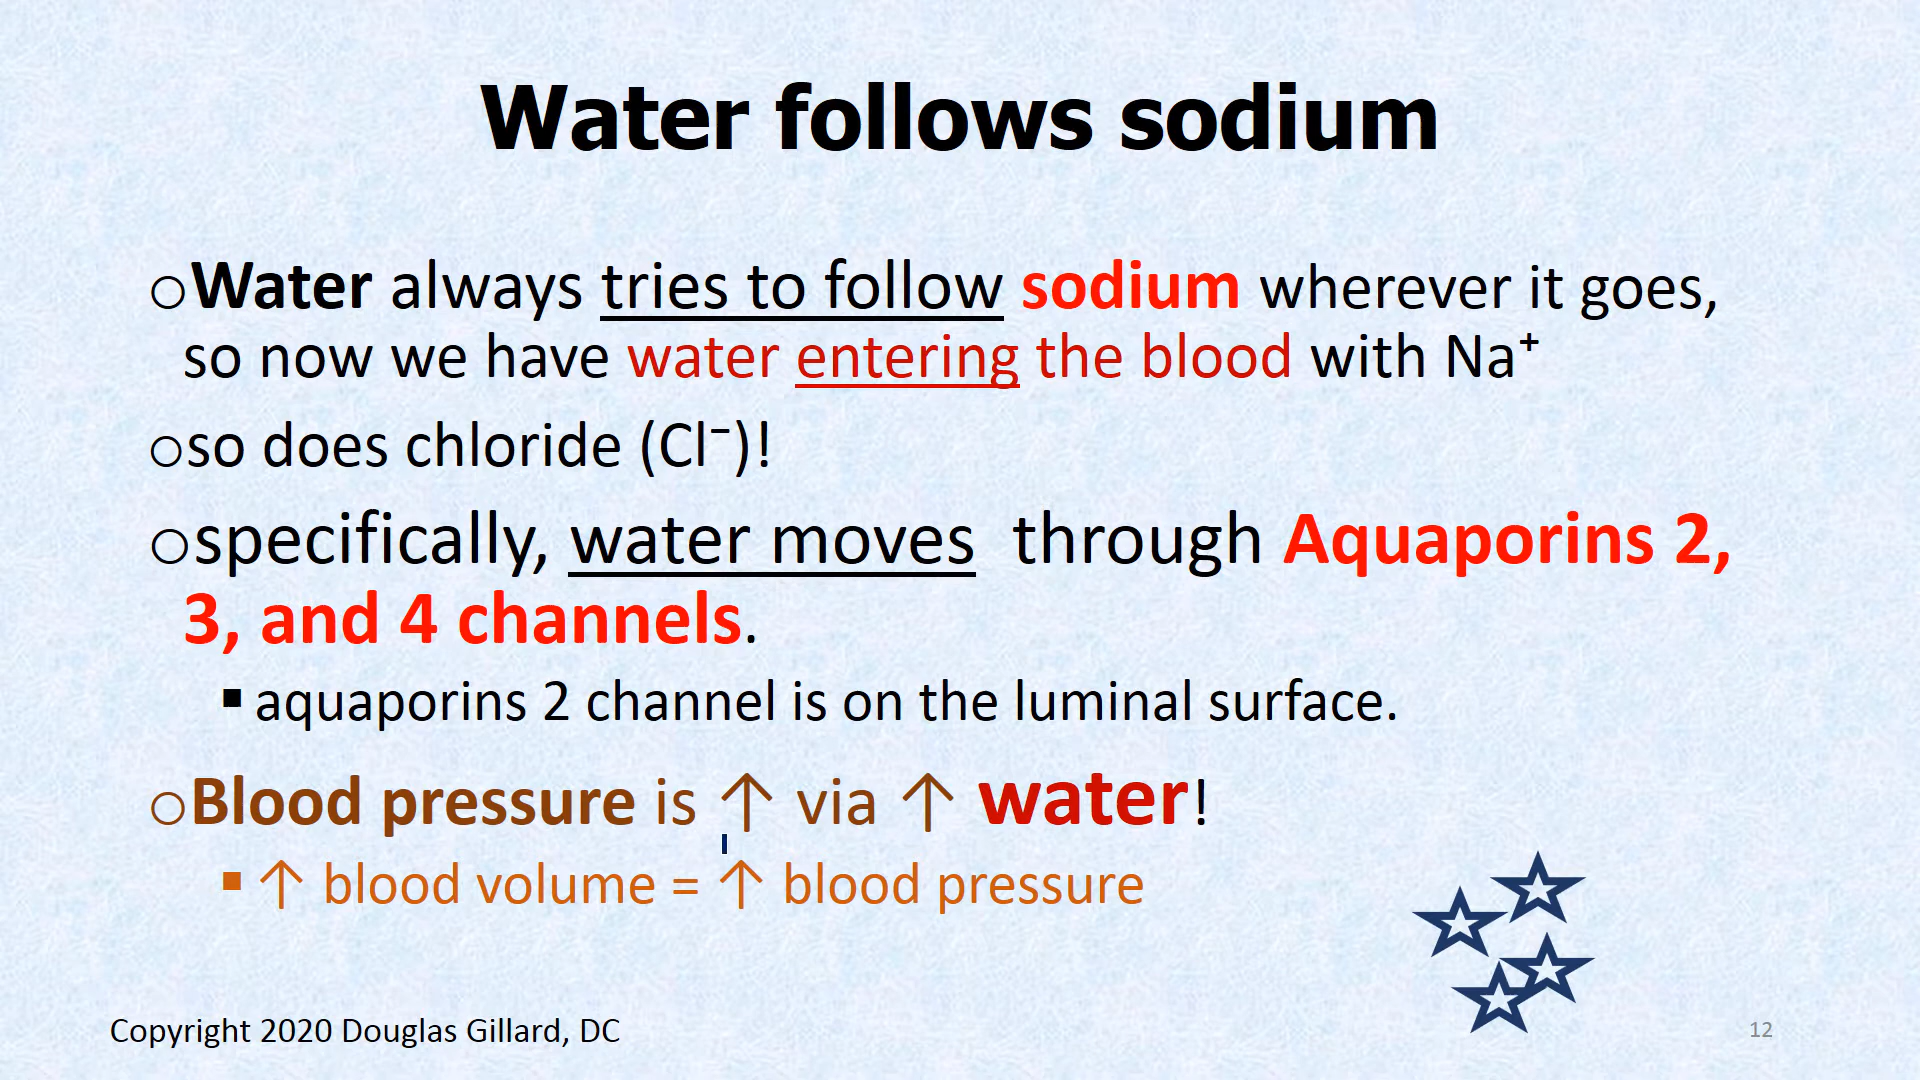 Water follows sodium
○Water always tries to follow sodium wherever it goes,
so now we have water entering the blood with Na⁺
○so does chloride (Cl⁻)!
○specifically, water moves through Aquaporins 2,
3, and 4 channels.
▪ aquaporins 2 channel is on the luminal surface.
○Blood pressure is ↑ via ↑ water!
▪ ↑ blood volume = ↑ blood pressure
Copyright 2020 Douglas Gillard, DC
12